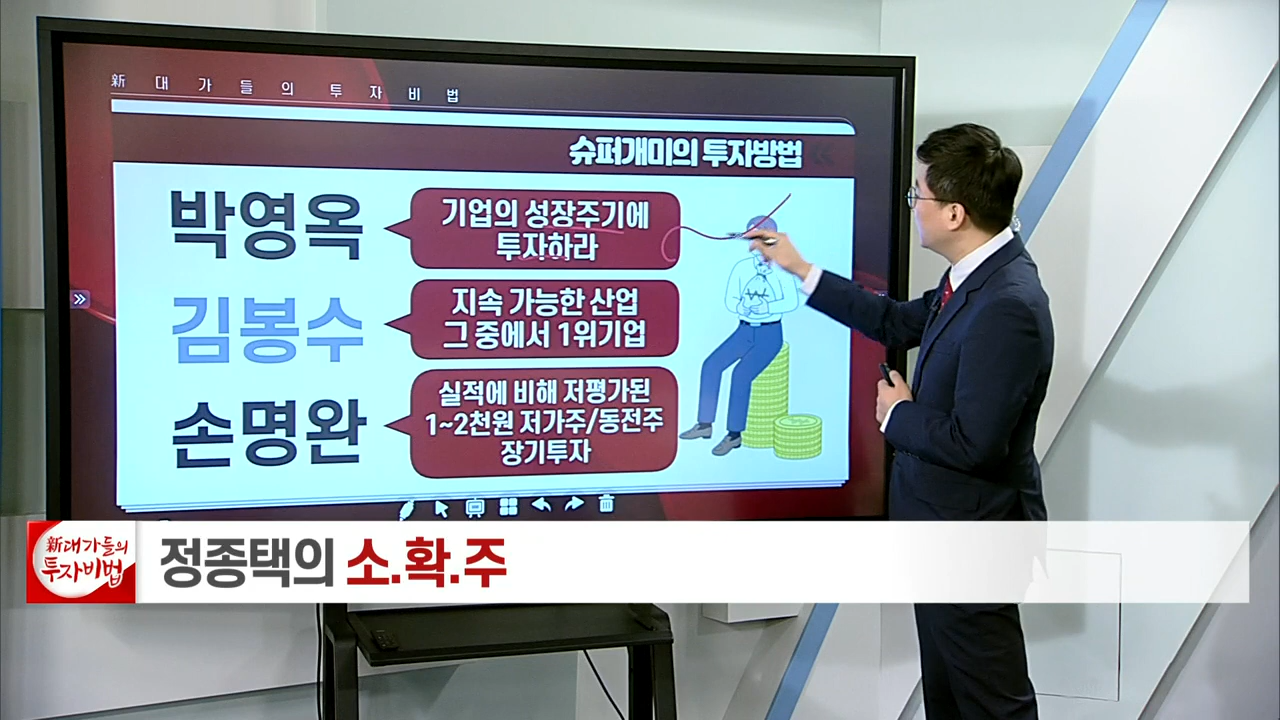 新 대 가 들 의 투 자 비 법
슈퍼개미의 투자방법
박영옥
기업의 성장주기에
투자하라
김봉수
지속 가능한 산업
그 중에서 1위기업
손명완
실적에 비해 저평가된
1~2천원 저가주/동전주
장기투자
新대가들의
투자비법
정종택의 소.확.주